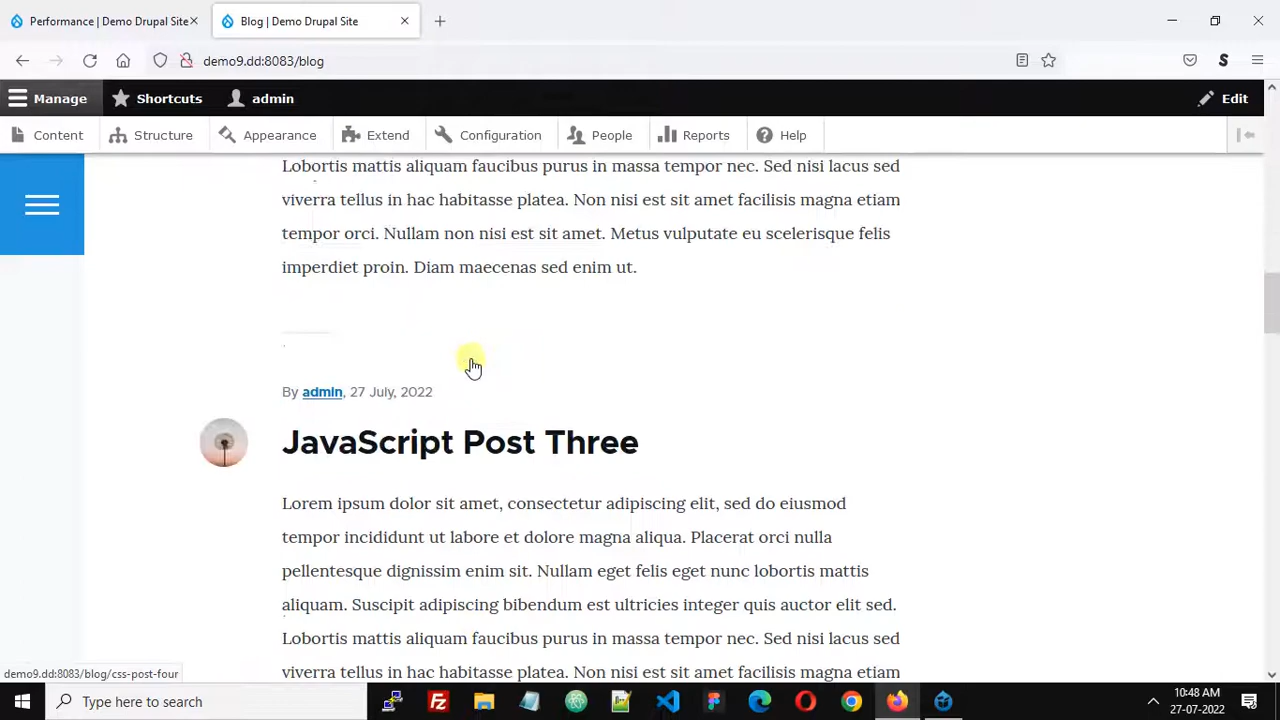 Performance | Demo Drupal Site
Blog | Demo Drupal Site
demo9.dd:8083/blog
Manage Shortcuts admin Edit
Content Structure Appearance Extend Configuration People Reports Help
Lobortis mattis aliquam faucibus purus in massa tempor nec. Sed nisi lacus sed
viverra tellus in hac habitasse platea. Non nisi est sit amet facilisis magna etiam
tempor orci. Nullam non nisi est sit amet. Metus vulputate eu scelerisque felis
imperdiet proin. Diam maecenas sed enim ut.
By admin, 27 July, 2022
JavaScript Post Three
Lorem ipsum dolor sit amet, consectetur adipiscing elit, sed do eiusmod
tempor incididunt ut labore et dolore magna aliqua. Placerat orci nulla
pellentesque dignissim enim sit. Nullam eget felis eget nunc lobortis mattis
aliquam. Suscipit adipiscing bibendum est ultricies integer quis auctor elit sed.
Lobortis mattis aliquam faucibus purus in massa tempor nec. Sed nisi lacus sed
viverra tellus in hac habitasse platea. Non nisi est sit amet facilisis magna etiam
demo9.dd:8083/blog/css-post-four
Type here to search
10:48 AM
27-07-2022